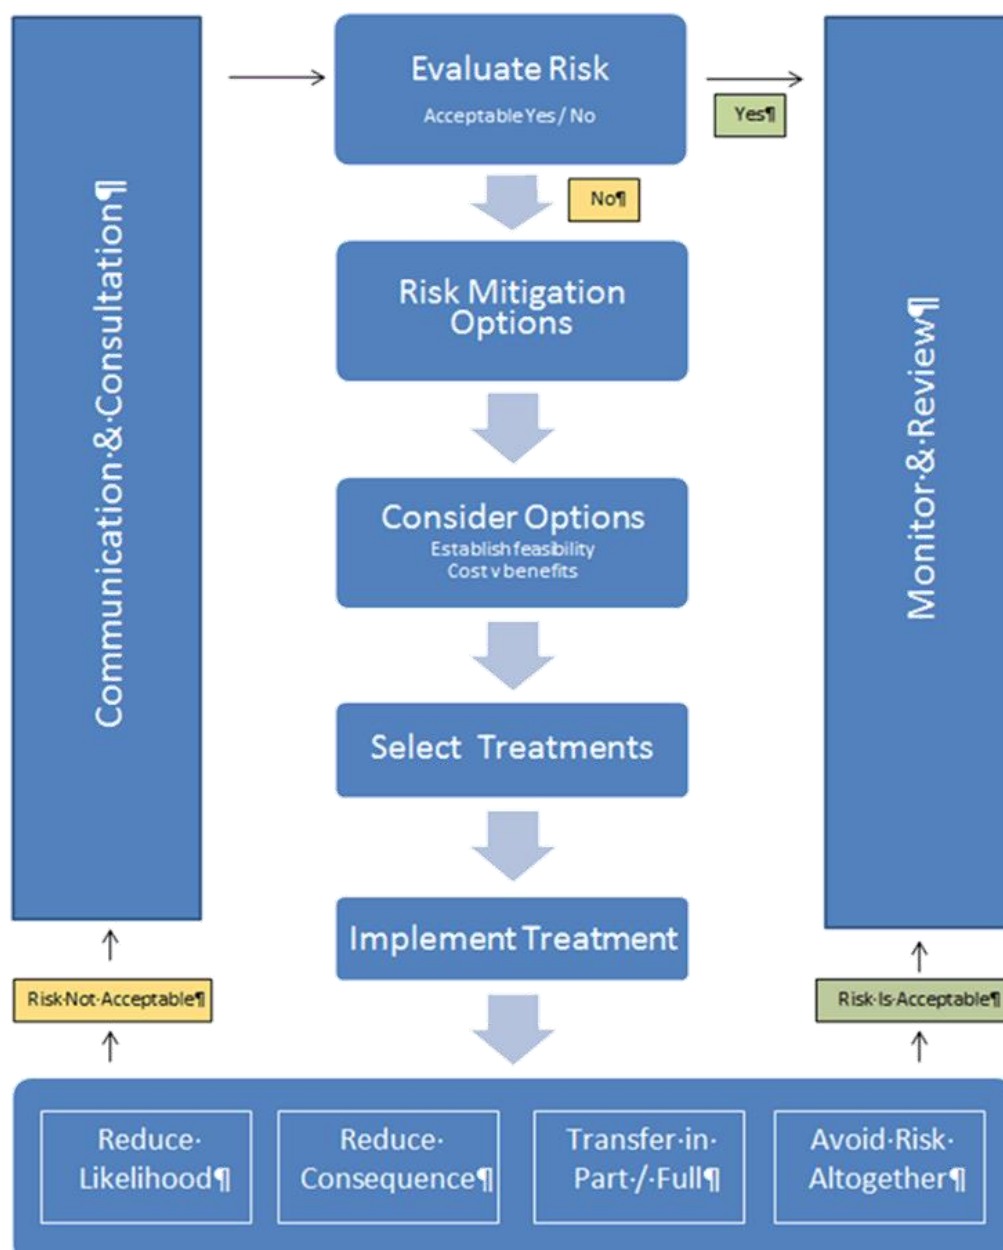 Communication·&·Consultation¶
Evaluate Risk
Acceptable Yes / No
Yes¶
No¶
Risk Mitigation
Options
Consider Options
Establish feasibility
Cost v benefits
Select Treatments
Implement Treatment
Monitor·&·Review¶
Risk·Not·Acceptable¶
Risk·Is·Acceptable¶
Reduce·
Likelihood¶
Reduce·
Consequence¶
Transfer·in·
Part·/·Full¶
Avoid·Risk·
Altogether¶